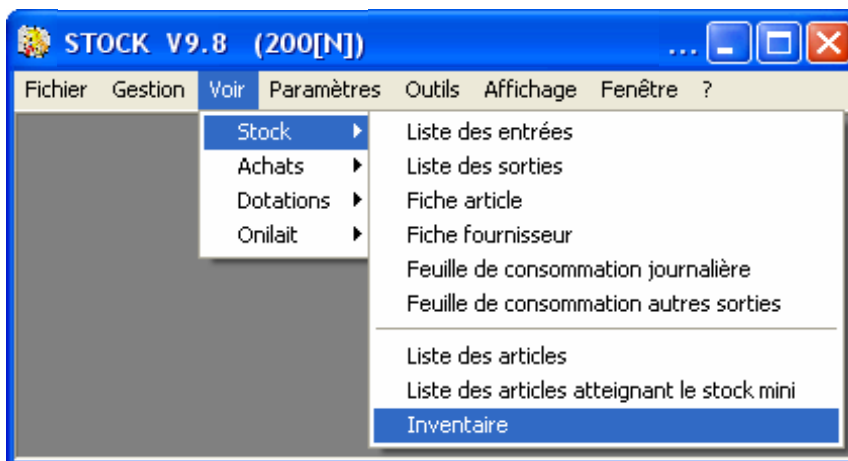 STOCK V9.8 (200[N]) ...
Fichier Gestion Voir Paramètres Outils Affichage Fenêtre ?
Stock
Achats
Dotations
Onilait
Liste des entrées
Liste des sorties
Fiche article
Fiche fournisseur
Feuille de consommation journalière
Feuille de consommation autres sorties
Liste des articles
Liste des articles atteignant le stock mini
Inventaire